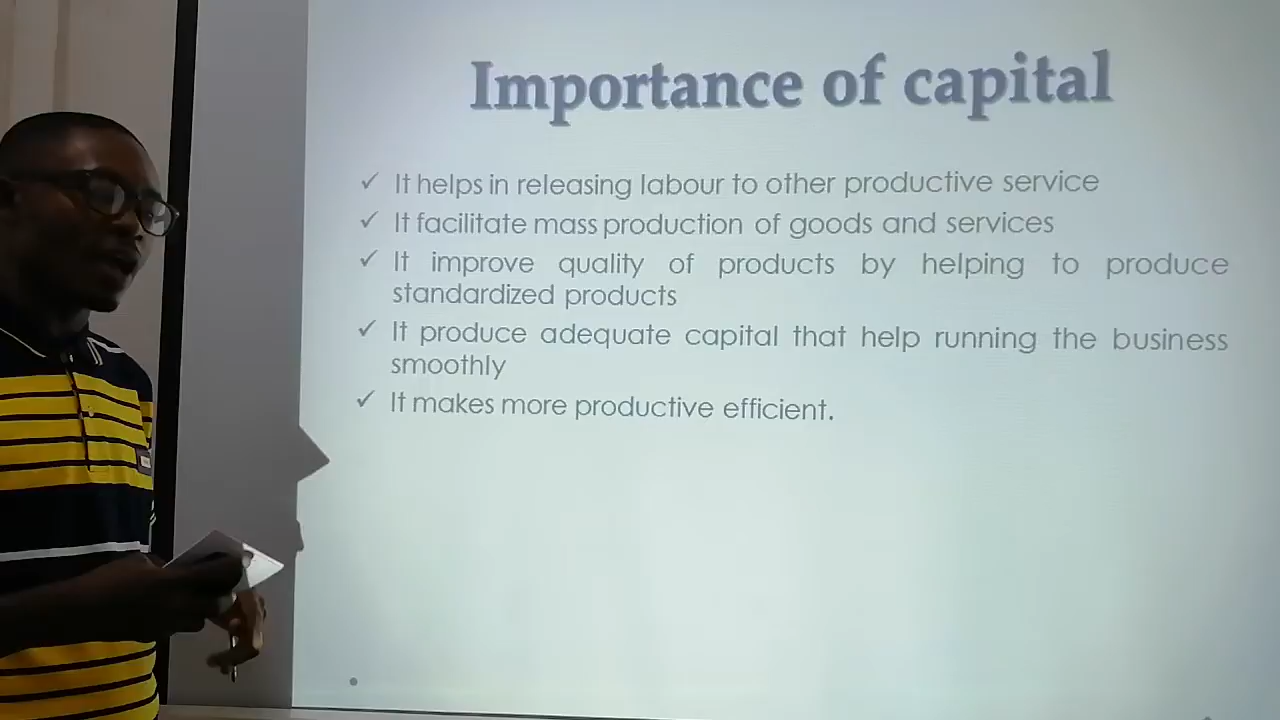 Importance of capital
✓ It helps in releasing labour to other productive service
✓ It facilitate mass production of goods and services
✓ It improve quality of products by helping to produce
standardized products
✓ It produce adequate capital that help running the business
smoothly
✓ It makes more productive efficient.